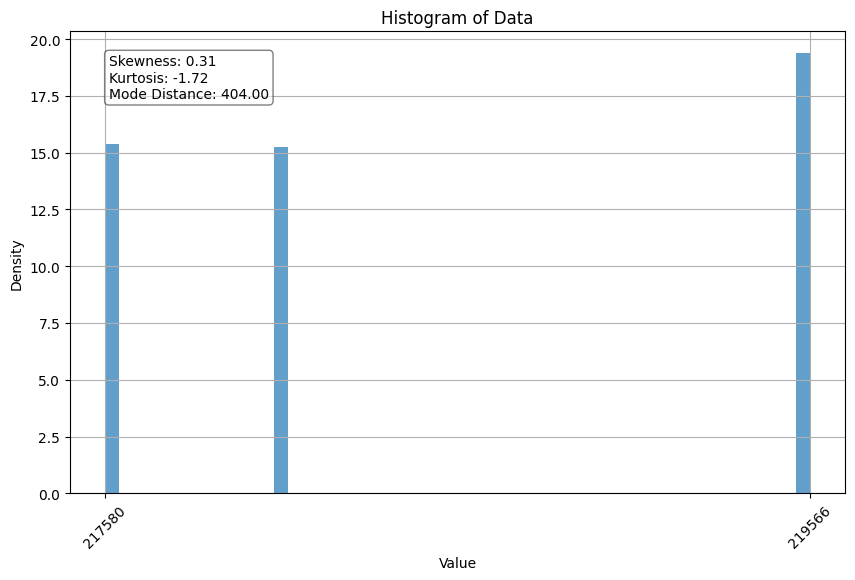 Histogram of Data
20.0
17.5
15.0
12.5
10.0
7.5
5.0
2.5
0.0
Density
Skewness: 0.31
Kurtosis: -1.72
Mode Distance: 404.00
217580
219566
Value